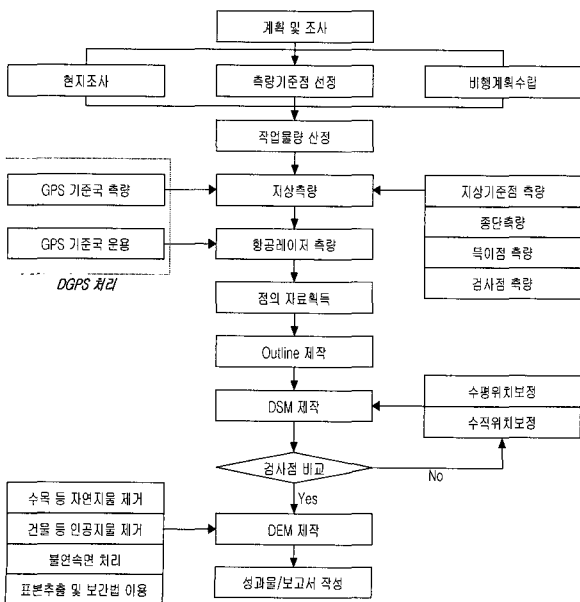 계획 및 조사
현지조사
측량기준점 선정
비행계획수립
작업물량 산정
GPS 기준국 측량
지상측량
지상기준점 측량
종단측량
GPS 기준국 운용
항공레이저 측량
특이점 측량
검사점 측량
DGPS 처리
점의 자료획득
Outline 제작
DSM 제작
수평위치보정
수직위치보정
검사점 비교
No
Yes
수목 등 자연지물 제거
건물 등 인공지물 제거
DEM 제작
불연속면 처리
표본추출 및 보간법 이용
성과물/보고서 작성